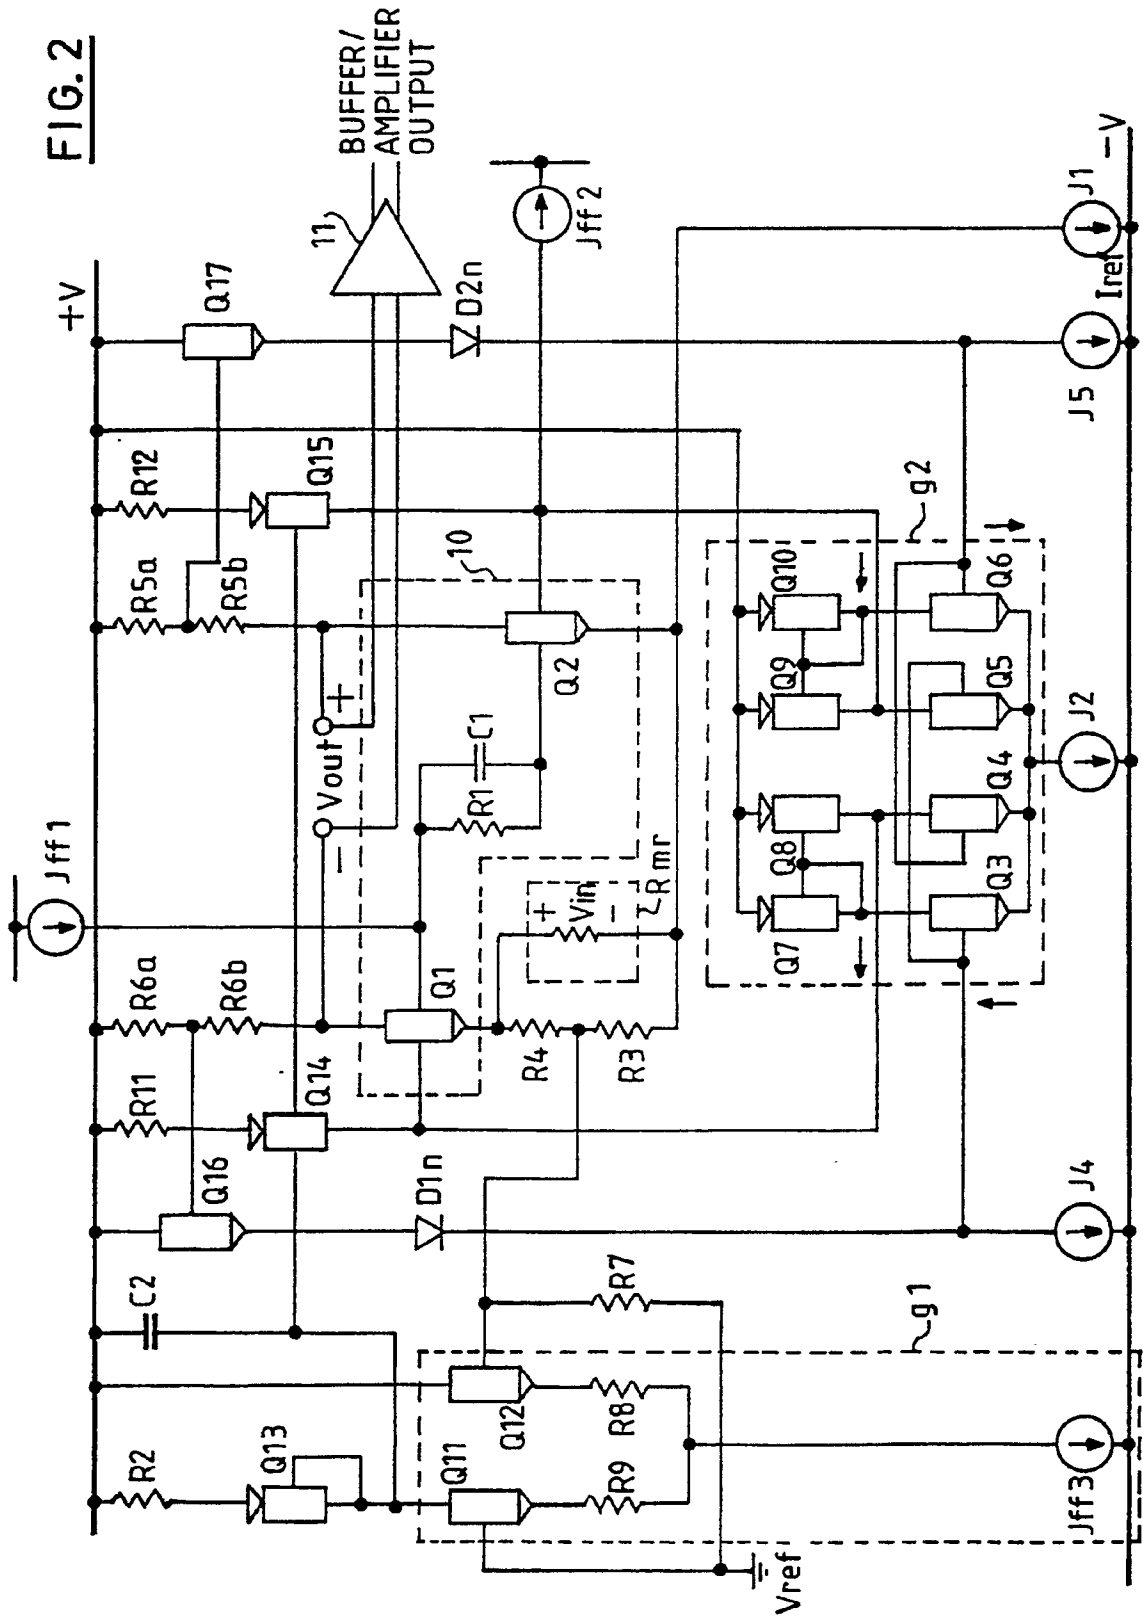 FIG. 2
+V
BUFFER/
AMPLIFIER
OUTPUT
11
Jff1
R2
C2
R11
R6a
R6b
R5a
R5b
R12
Q17
Q13
Q16
Q14
Q15
D1n
D2n
Jff2
Vout
+
−
10
Q1
Q2
R1
C1
R4
R3
+
Vin
−
Rmr
Q11
Q12
R9
R8
R7
g1
g2
Q7
Q8
Q9
Q10
Q3
Q4
Q5
Q6
Vref
Jff3
J4
J2
J5
Iref
J1
−V